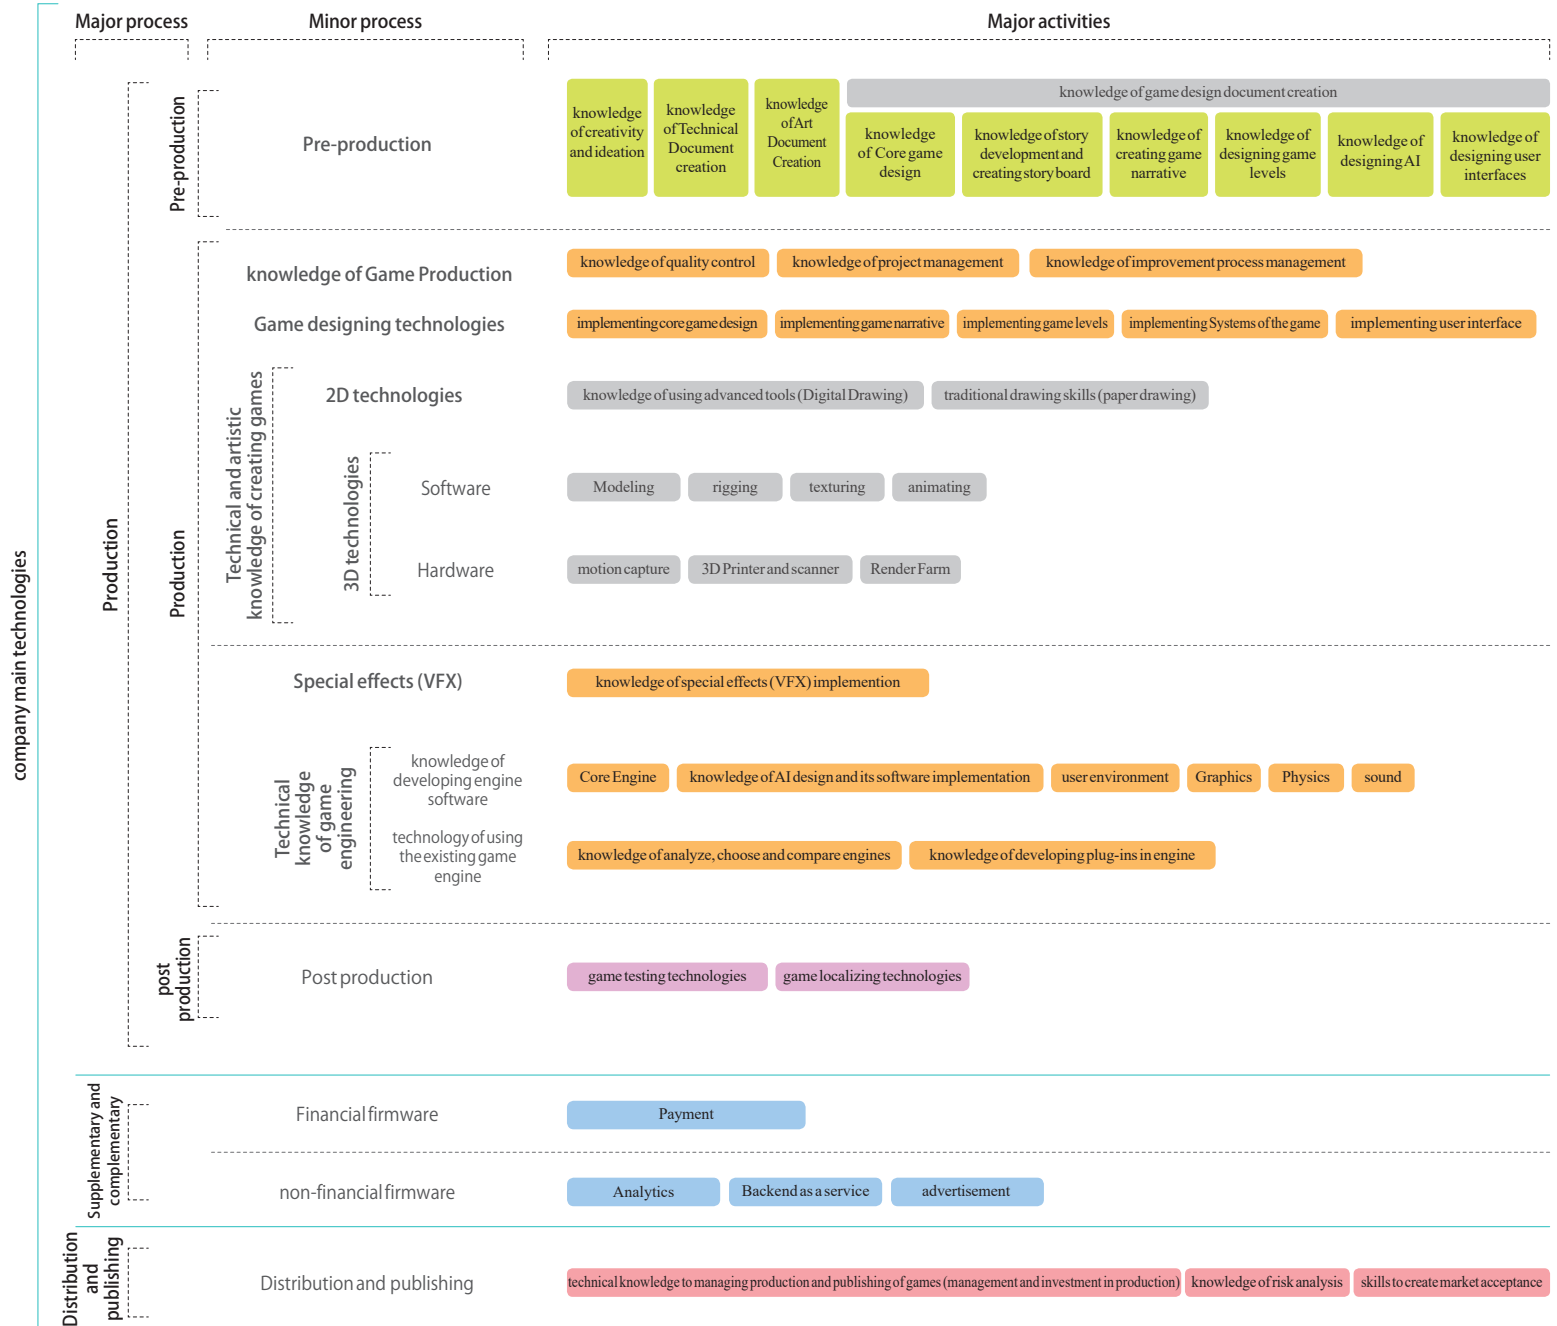 Major process
Minor process
Major activities
company main technologies
Production
Pre-production
Pre-production
knowledge
of creativity
and ideation
knowledge
of Technical
Document
creation
knowledge
of Art
Document
Creation
knowledge of game design document creation
knowledge
of Core game
design
knowledge of story
development and
creating story board
knowledge of
creating game
narrative
knowledge of
designing game
levels
knowledge of
designing AI
knowledge of
designing user
interfaces
Production
knowledge of Game Production
knowledge of quality control
knowledge of project management
knowledge of improvement process management
Game designing technologies
implementing core game design
implementing game narrative
implementing game levels
implementing Systems of the game
implementing user interface
Technical and artistic
knowledge of creating games
2D technologies
knowledge of using advanced tools (Digital Drawing)
traditional drawing skills (paper drawing)
3D technologies
Software
Modeling
rigging
texturing
animating
Hardware
motion capture
3D Printer and scanner
Render Farm
Special effects (VFX)
knowledge of special effects (VFX) implemention
Technical
knowledge
of game
engineering
knowledge of
developing engine
software
Core Engine
knowledge of AI design and its software implementation
user environment
Graphics
Physics
sound
technology of using
the existing game
engine
knowledge of analyze, choose and compare engines
knowledge of developing plug-ins in engine
post
production
Post production
game testing technologies
game localizing technologies
Supplementary and
complementary
Financial firmware
Payment
non-financial firmware
Analytics
Backend as a service
advertisement
Distribution
and
publishing
Distribution and publishing
technical knowledge to managing production and publishing of games (management and investment in production)
knowledge of risk analysis
skills to create market acceptance